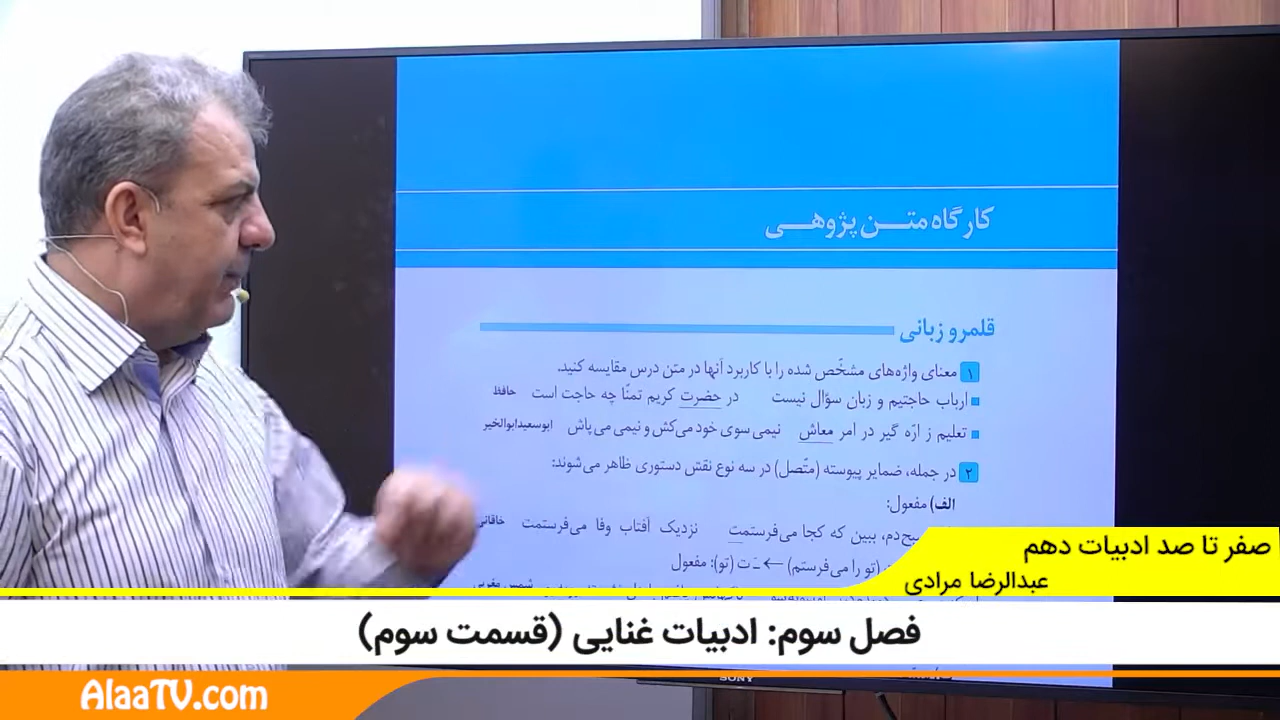 کارگاه متن پژوهی
قلمرو زبانی
۱ معنای واژه‌های مشخّص شده را با کاربرد آنها در متن درس مقایسه کنید.
ارباب حاجتیم و زبان سؤال نیست در حضرت کریم تمنّا چه حاجت است حافظ
تعلیم ز ارّه گیر در امر معاش نیمی سوی خود می‌کش و نیمی می‌پاش ابوسعیدابوالخیر
۲ در جمله، ضمایر پیوسته (متّصل) در سه نوع نقش دستوری ظاهر می‌شوند:
الف) مفعول:
ببین که کجا می‌فرستمت نزدیک آفتاب وفا می‌فرستمت خاقانی
(تو را می‌فرستم) ← ـَ ت (تو): مفعول
شمس مغربی
صفر تا صد ادبیات دهم
عبدالرضا مرادی
فصل سوم: ادبیات غنایی (قسمت سوم)
SONY
AlaaTV.com